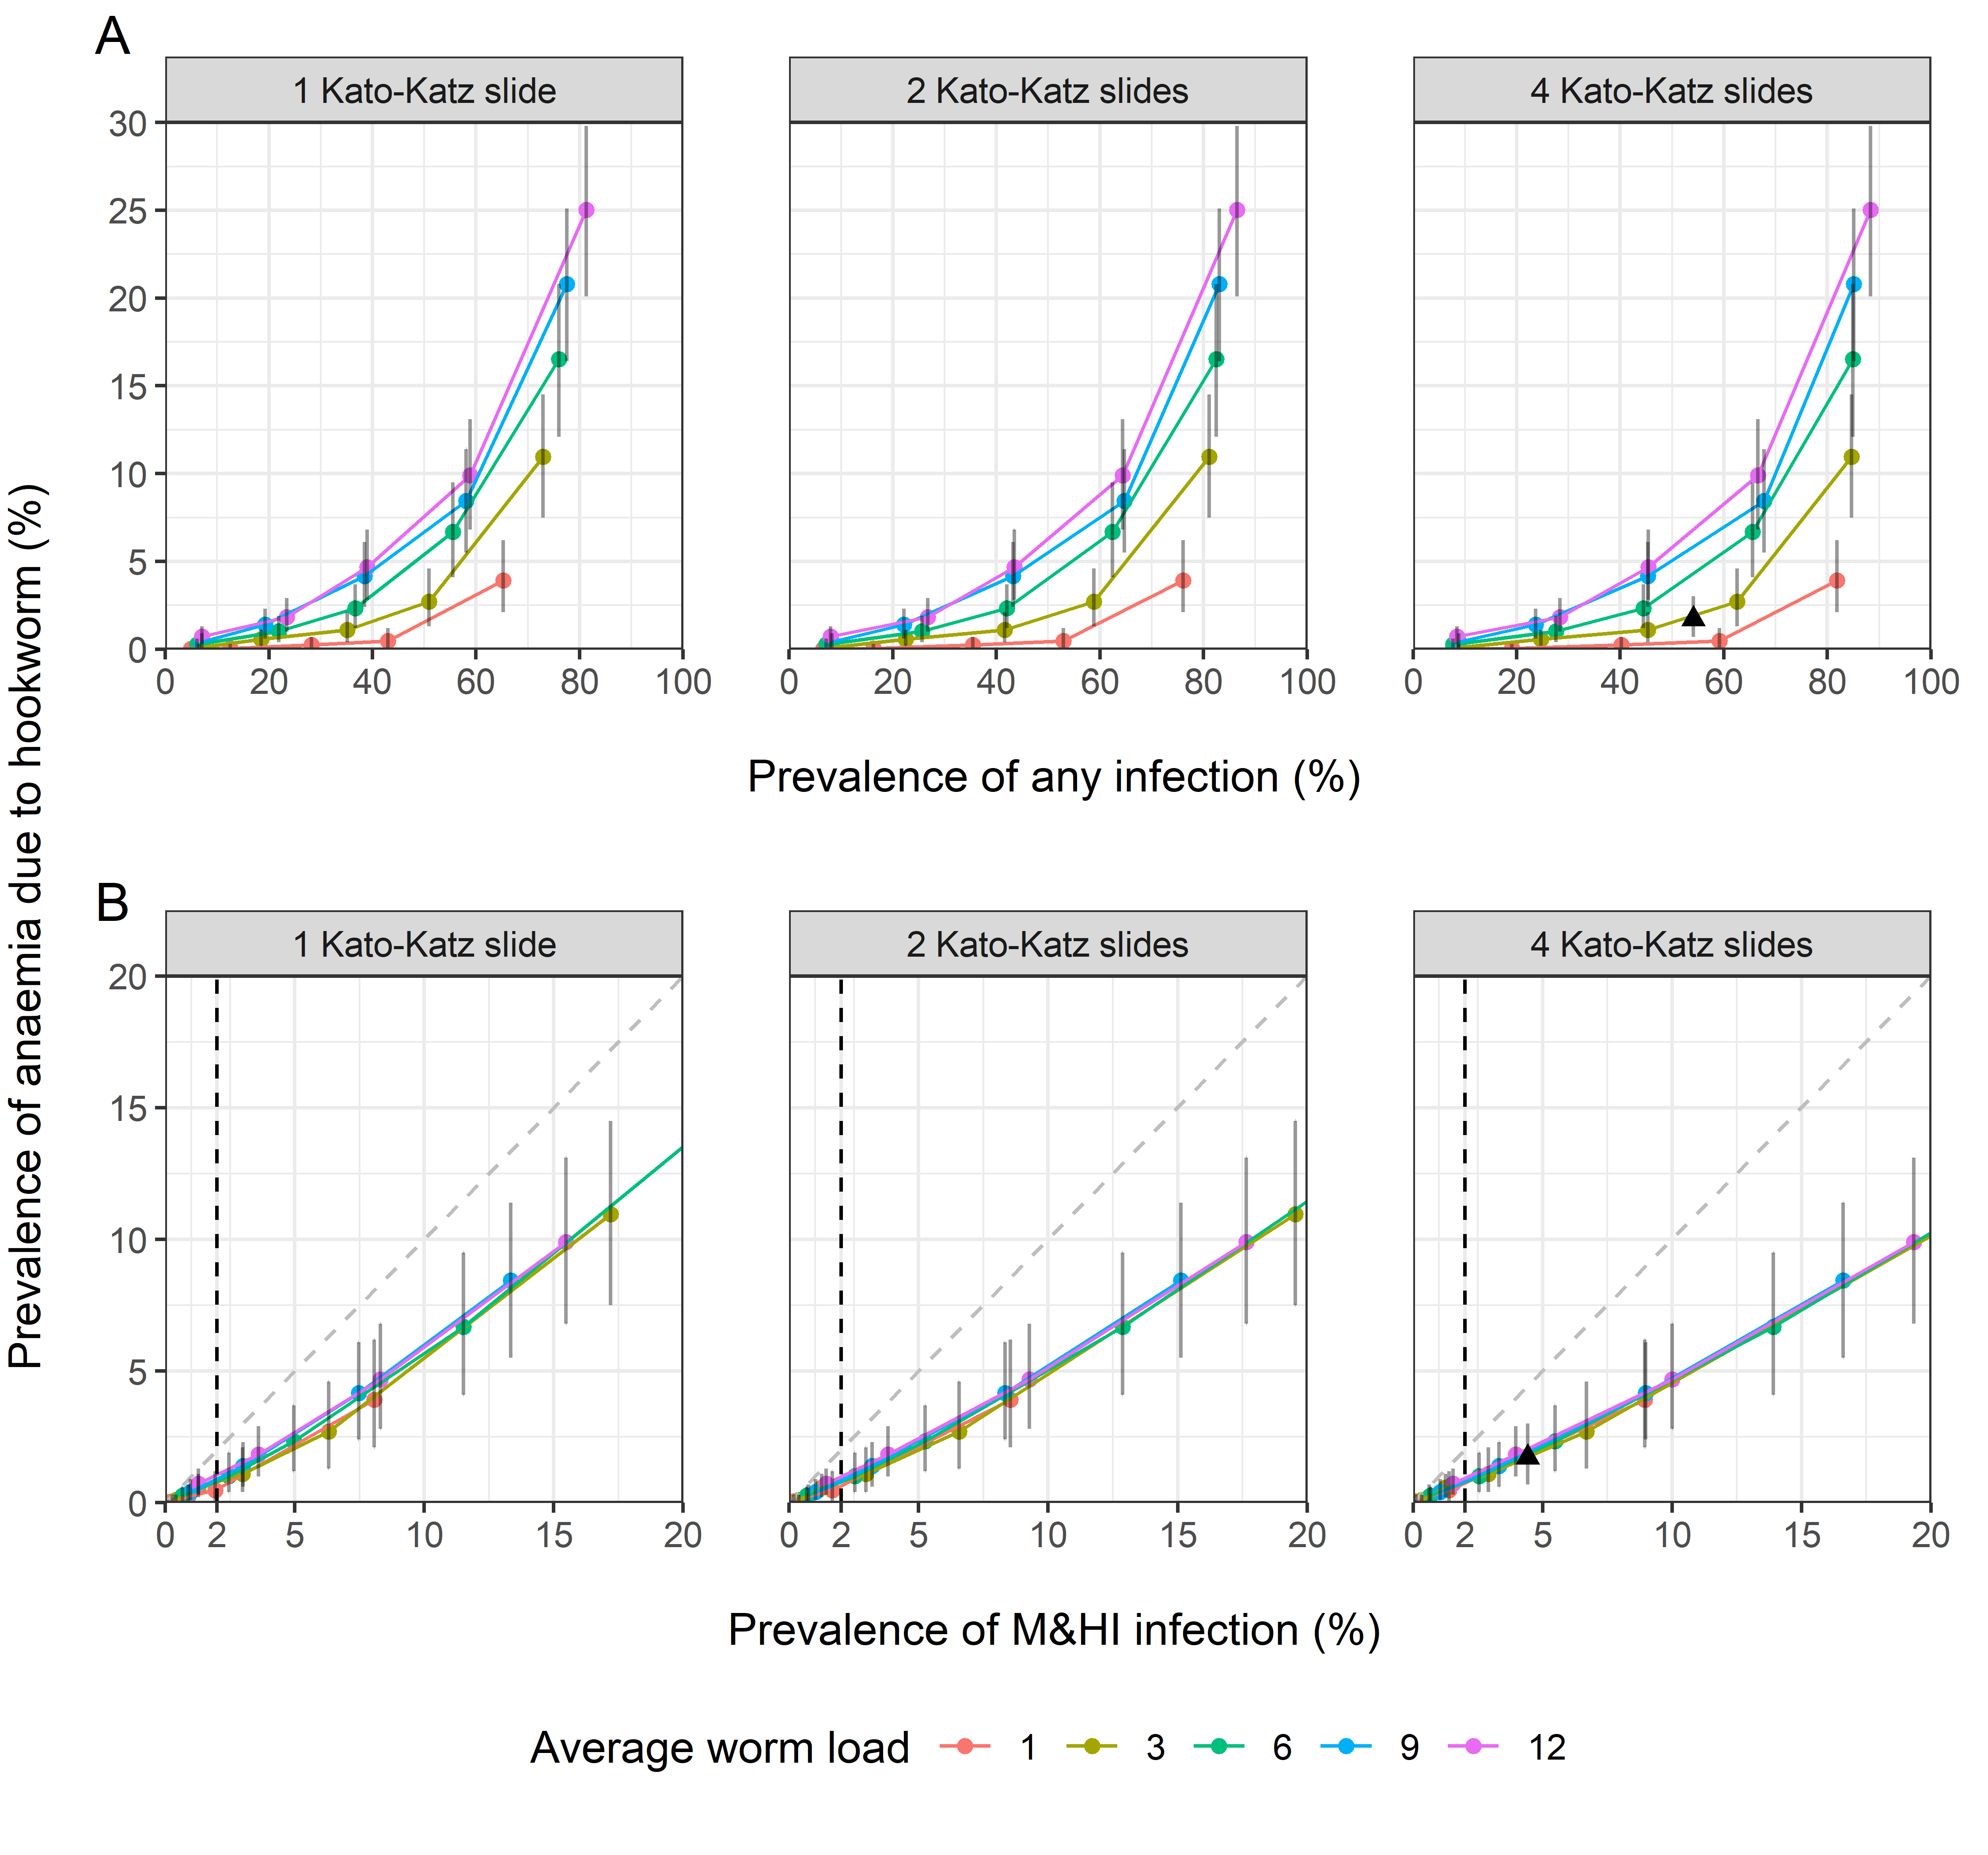 A
1 Kato-Katz slide
2 Kato-Katz slides
4 Kato-Katz slides
30
25
20
15
10
5
0
0 20 40 60 80 100
0 20 40 60 80 100
0 20 40 60 80 100
Prevalence of any infection (%)
Prevalence of anaemia due to hookworm (%)
B
1 Kato-Katz slide
2 Kato-Katz slides
4 Kato-Katz slides
20
15
10
5
0
0 2 5 10 15 20
0 2 5 10 15 20
0 2 5 10 15 20
Prevalence of M&HI infection (%)
Average worm load 1 3 6 9 12